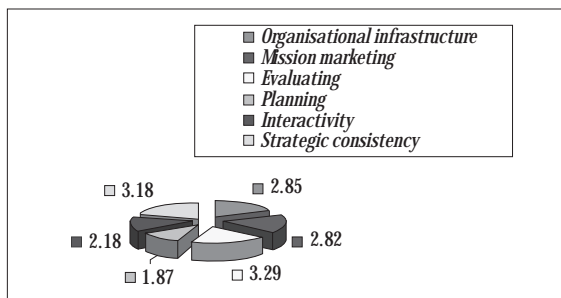 Organisational infrastructure
Mission marketing
Evaluating
Planning
Interactivity
Strategic consistency
3.18
2.85
2.18
2.82
1.87
3.29